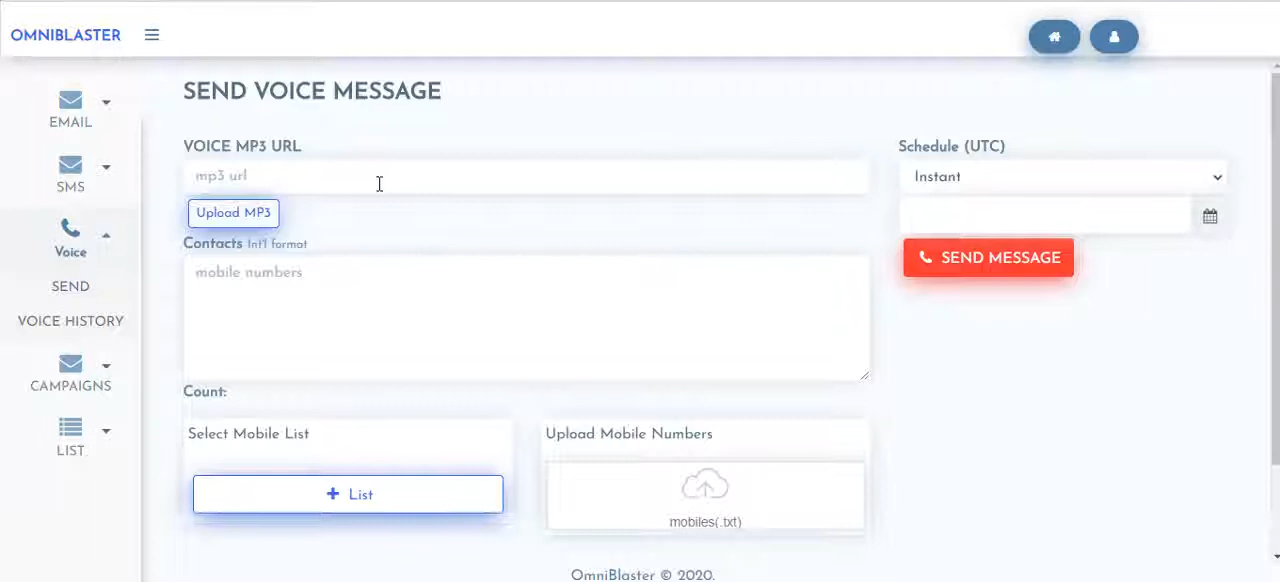 OMNIBLASTER
EMAIL
SMS
Voice
SEND
VOICE HISTORY
CAMPAIGNS
LIST
SEND VOICE MESSAGE
VOICE MP3 URL
mp3 url
Upload MP3
Contacts Int'l format
mobile numbers
Count:
Select Mobile List
+ List
Upload Mobile Numbers
mobiles(.txt)
Schedule (UTC)
Instant
SEND MESSAGE
OmniBlaster © 2020.